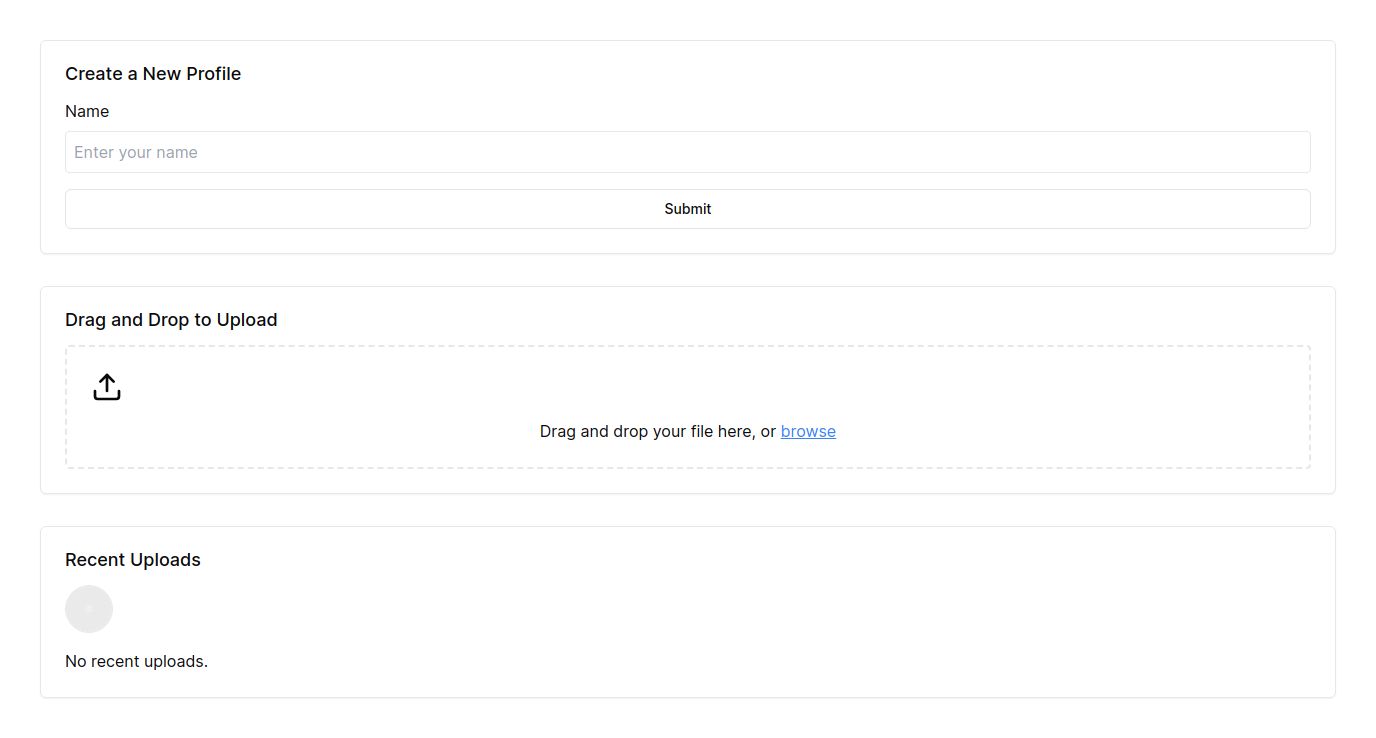 Create a New Profile
Name
Enter your name
Submit
Drag and Drop to Upload
Drag and drop your file here, or browse
Recent Uploads
No recent uploads.